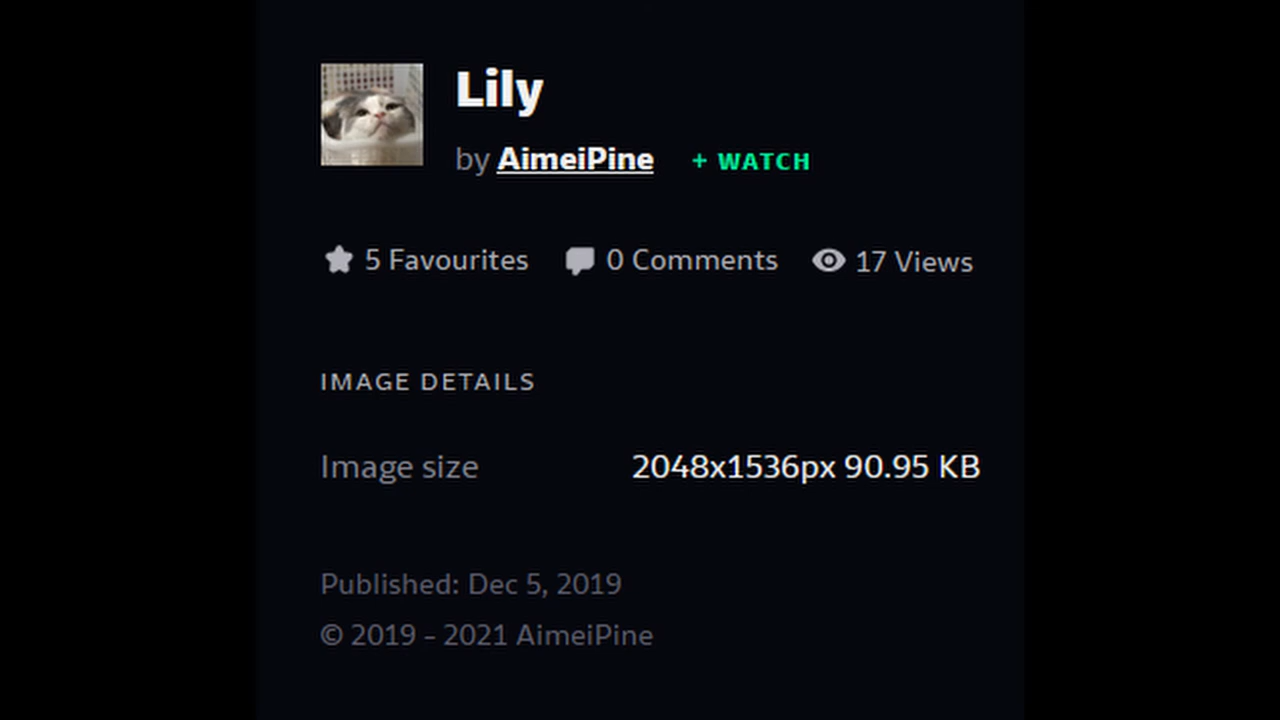 Lily
by AimeiPine + WATCH
5 Favourites 0 Comments 17 Views
IMAGE DETAILS
Image size 2048x1536px 90.95 KB
Published: Dec 5, 2019
© 2019 - 2021 AimeiPine